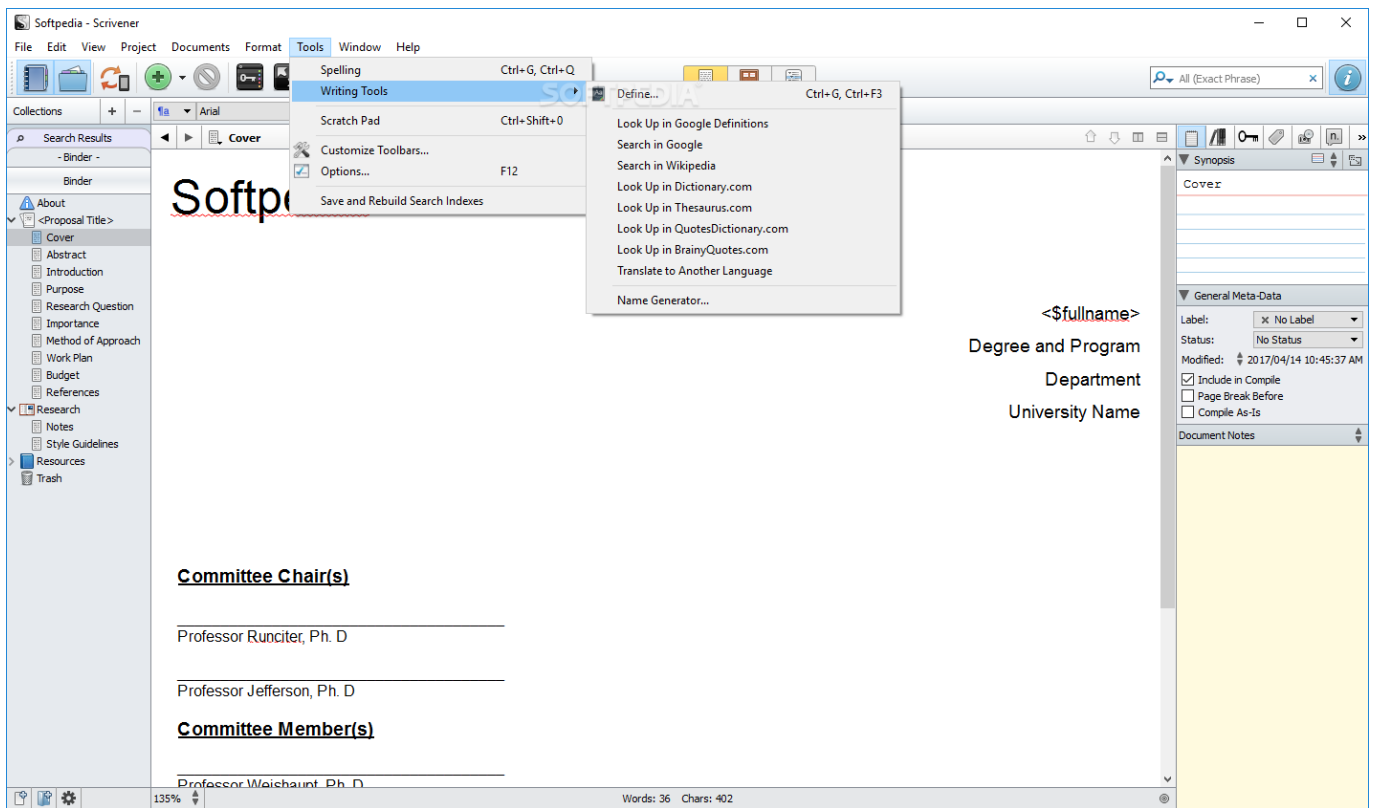 Softpedia - Scrivener
File Edit View Project Documents Format Tools Window Help
All (Exact Phrase)
Collections
Arial
Search Results
- Binder -
Binder
About
<Proposal Title>
Cover
Abstract
Introduction
Purpose
Research Question
Importance
Method of Approach
Work Plan
Budget
References
Research
Notes
Style Guidelines
Resources
Trash
Spelling Ctrl+G, Ctrl+Q
Writing Tools
Scratch Pad Ctrl+Shift+0
Customize Toolbars...
Options... F12
Save and Rebuild Search Indexes
SOFTPEDIA
Define... Ctrl+G, Ctrl+F3
Look Up in Google Definitions
Search in Google
Search in Wikipedia
Look Up in Dictionary.com
Look Up in Thesaurus.com
Look Up in QuotesDictionary.com
Look Up in BrainyQuotes.com
Translate to Another Language
Name Generator...
Cover
Softpe
<$fullname>
Degree and Program
Department
University Name
Committee Chair(s)
Professor Runciter, Ph. D
Professor Jefferson, Ph. D
Committee Member(s)
Professor Weishaupt, Ph. D
Synopsis
Cover
General Meta-Data
Label: No Label
Status: No Status
Modified: 2017/04/14 10:45:37 AM
Include in Compile
Page Break Before
Compile As-Is
Document Notes
135%
Words: 36 Chars: 402